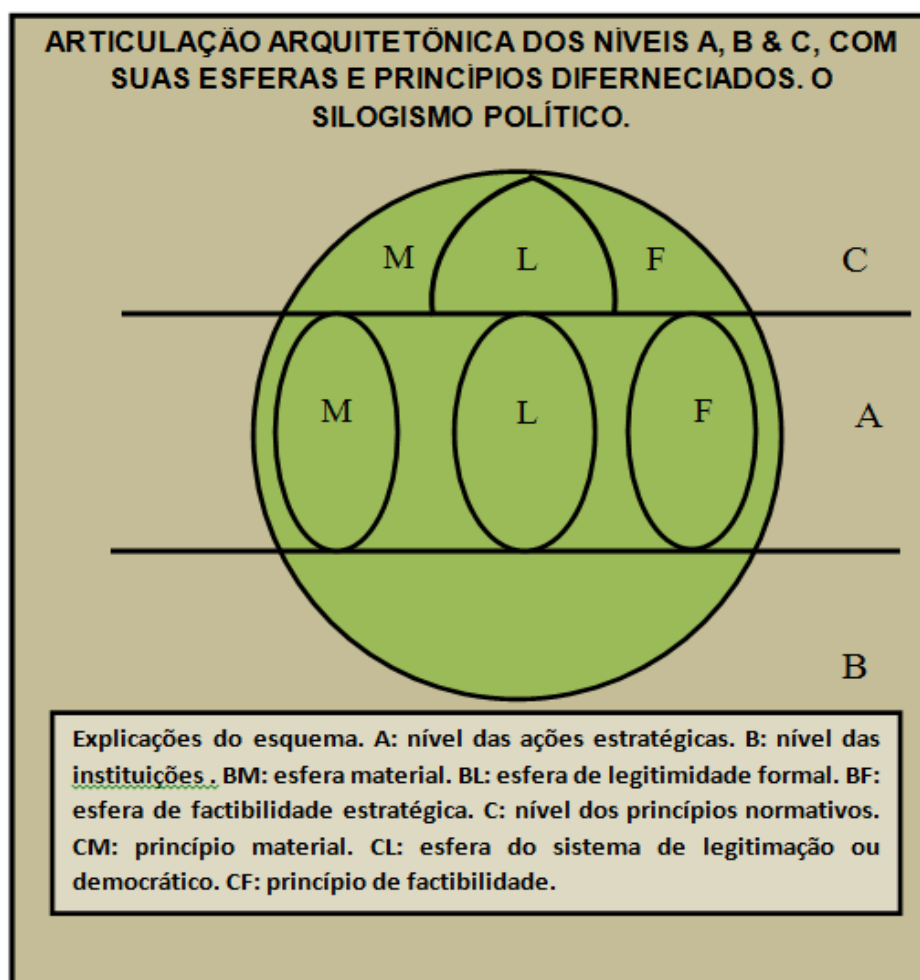 ARTICULAÇÃO ARQUITETÔNICA DOS NÍVEIS A, B & C, COM
SUAS ESFERAS E PRINCÍPIOS DIFERNECIADOS. O
SILOGISMO POLÍTICO.
M L F C
M L F A
B
Explicações do esquema. A: nível das ações estratégicas. B: nível das
instituições . BM: esfera material. BL: esfera de legitimidade formal. BF:
esfera de factibilidade estratégica. C: nível dos princípios normativos.
CM: princípio material. CL: esfera do sistema de legitimação ou
democrático. CF: princípio de factibilidade.